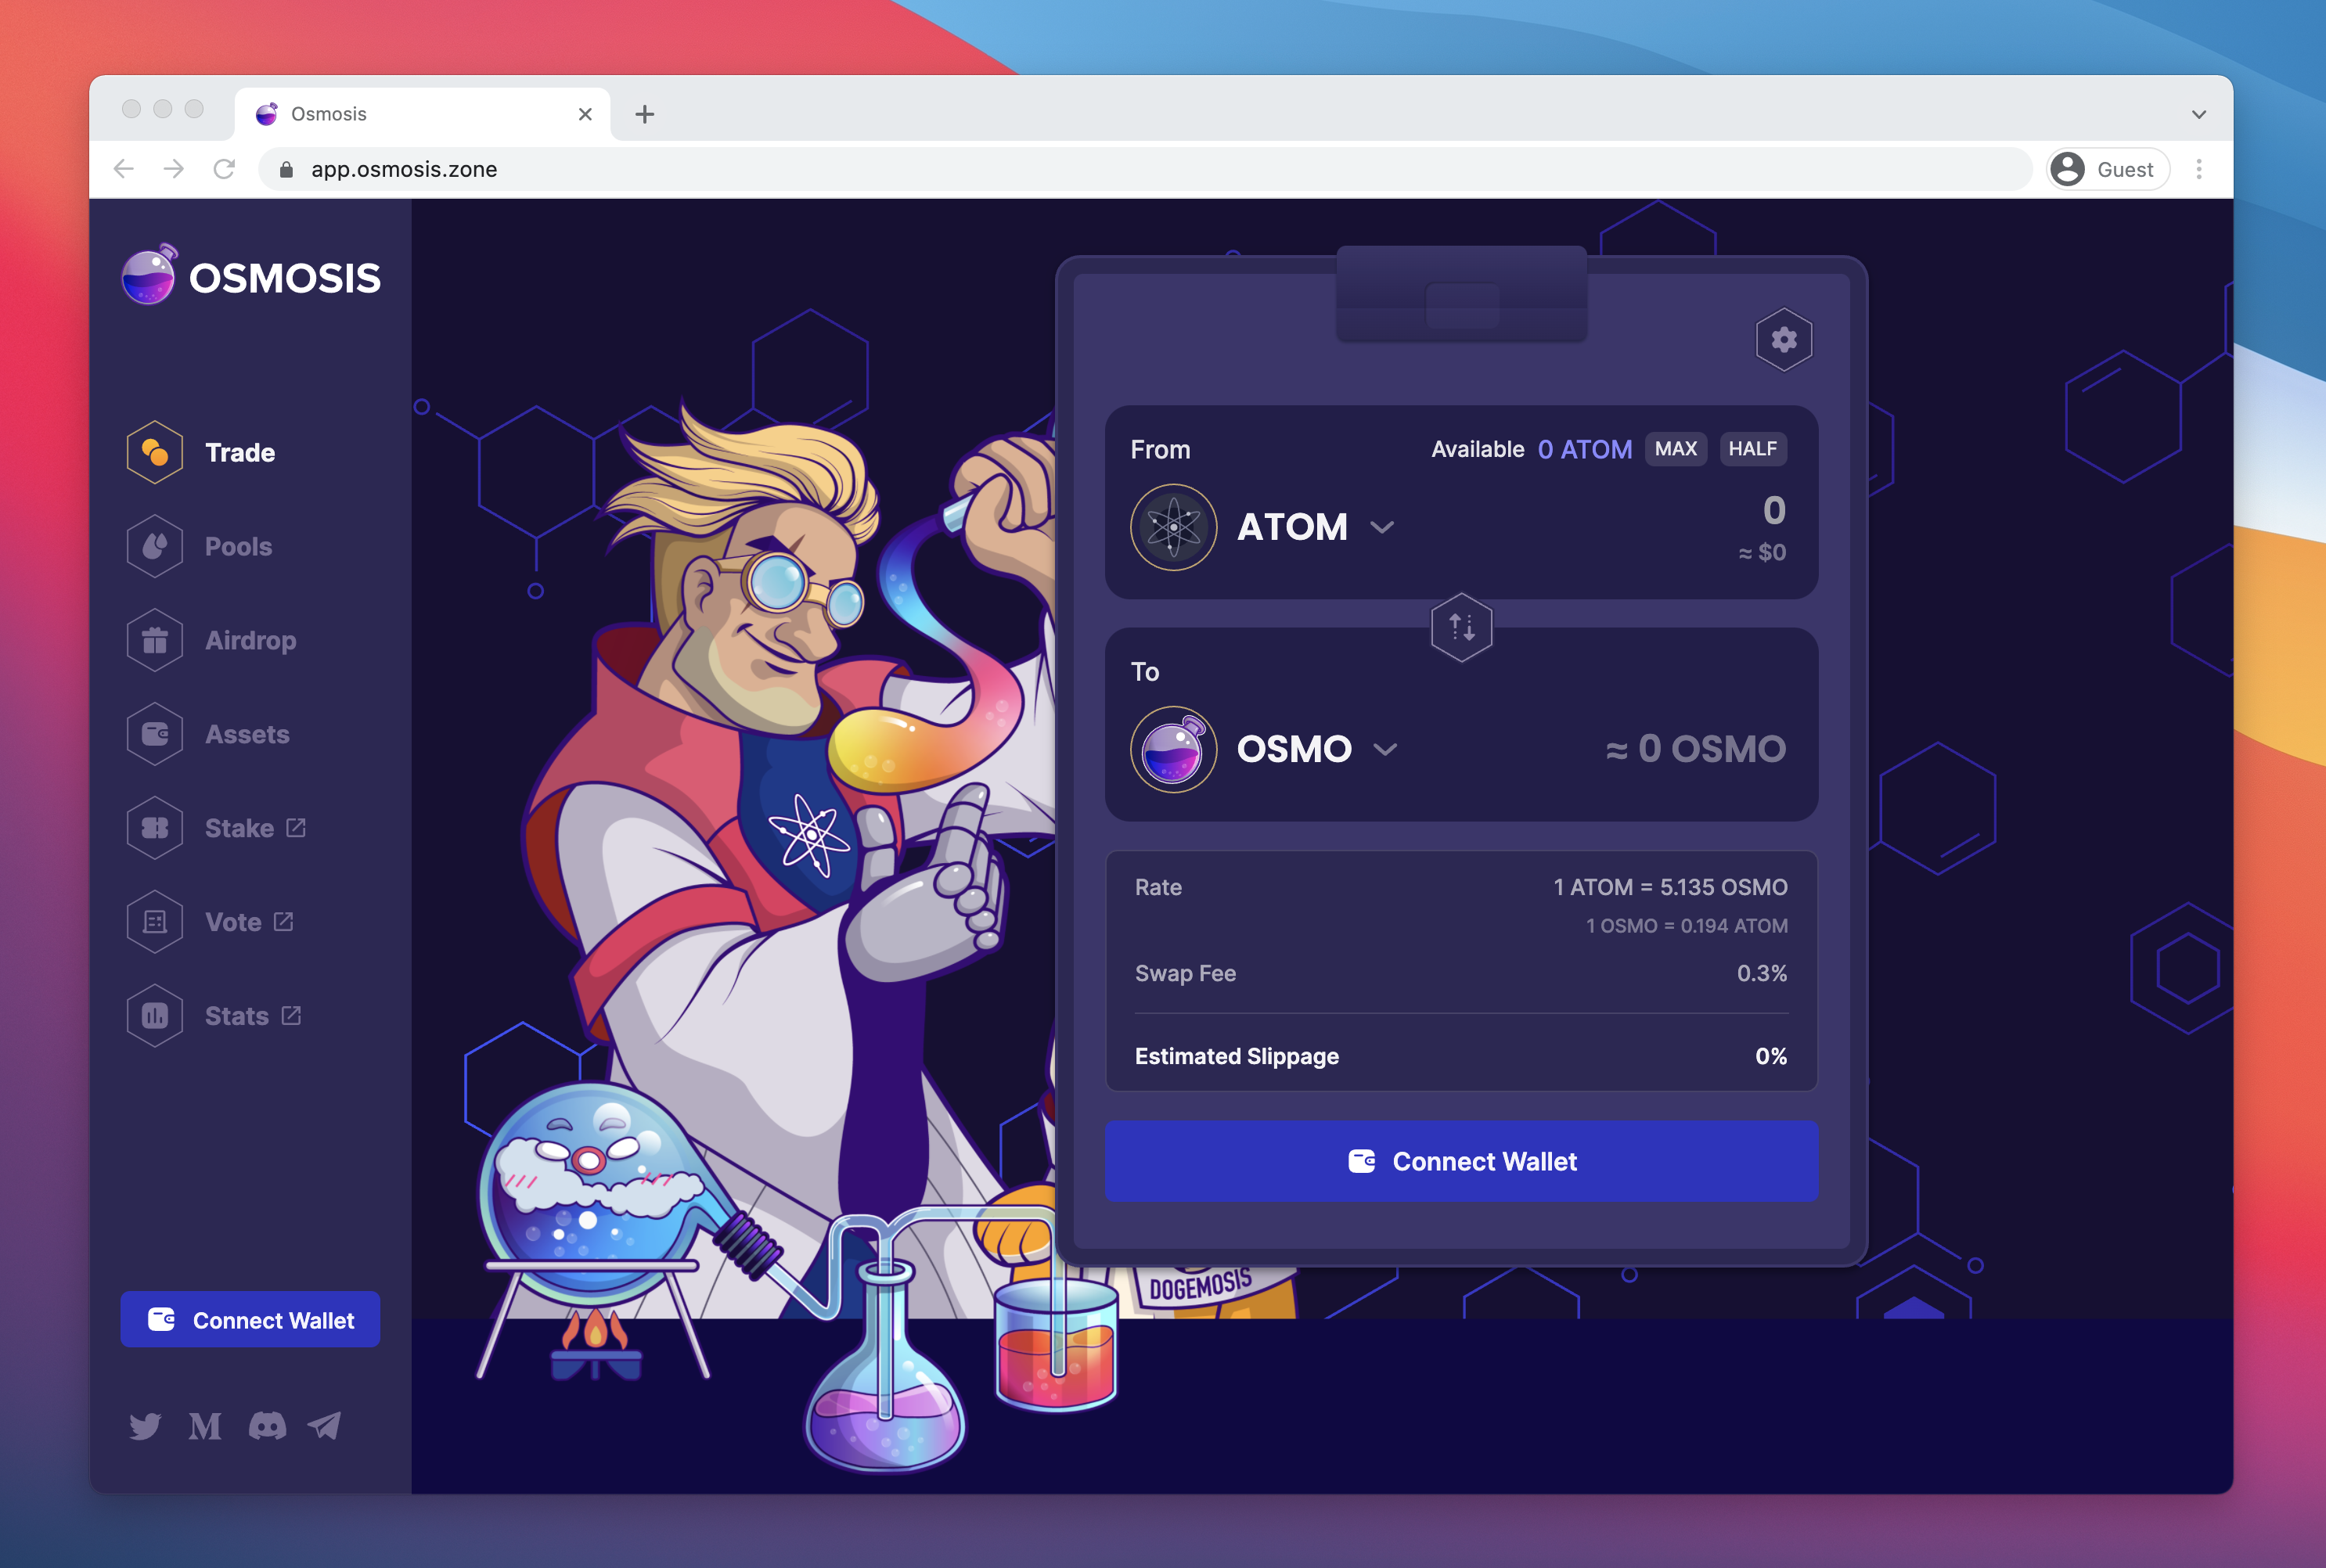 Osmosis
app.osmosis.zone
Guest
OSMOSIS
Trade
Pools
Airdrop
Assets
Stake
Vote
Stats
Connect Wallet
From
Available 0 ATOM MAX HALF
ATOM
0
≈ $0
To
OSMO
≈ 0 OSMO
Rate
1 ATOM = 5.135 OSMO
1 OSMO = 0.194 ATOM
Swap Fee
0.3%
Estimated Slippage
0%
Connect Wallet
DOGEMOSIS